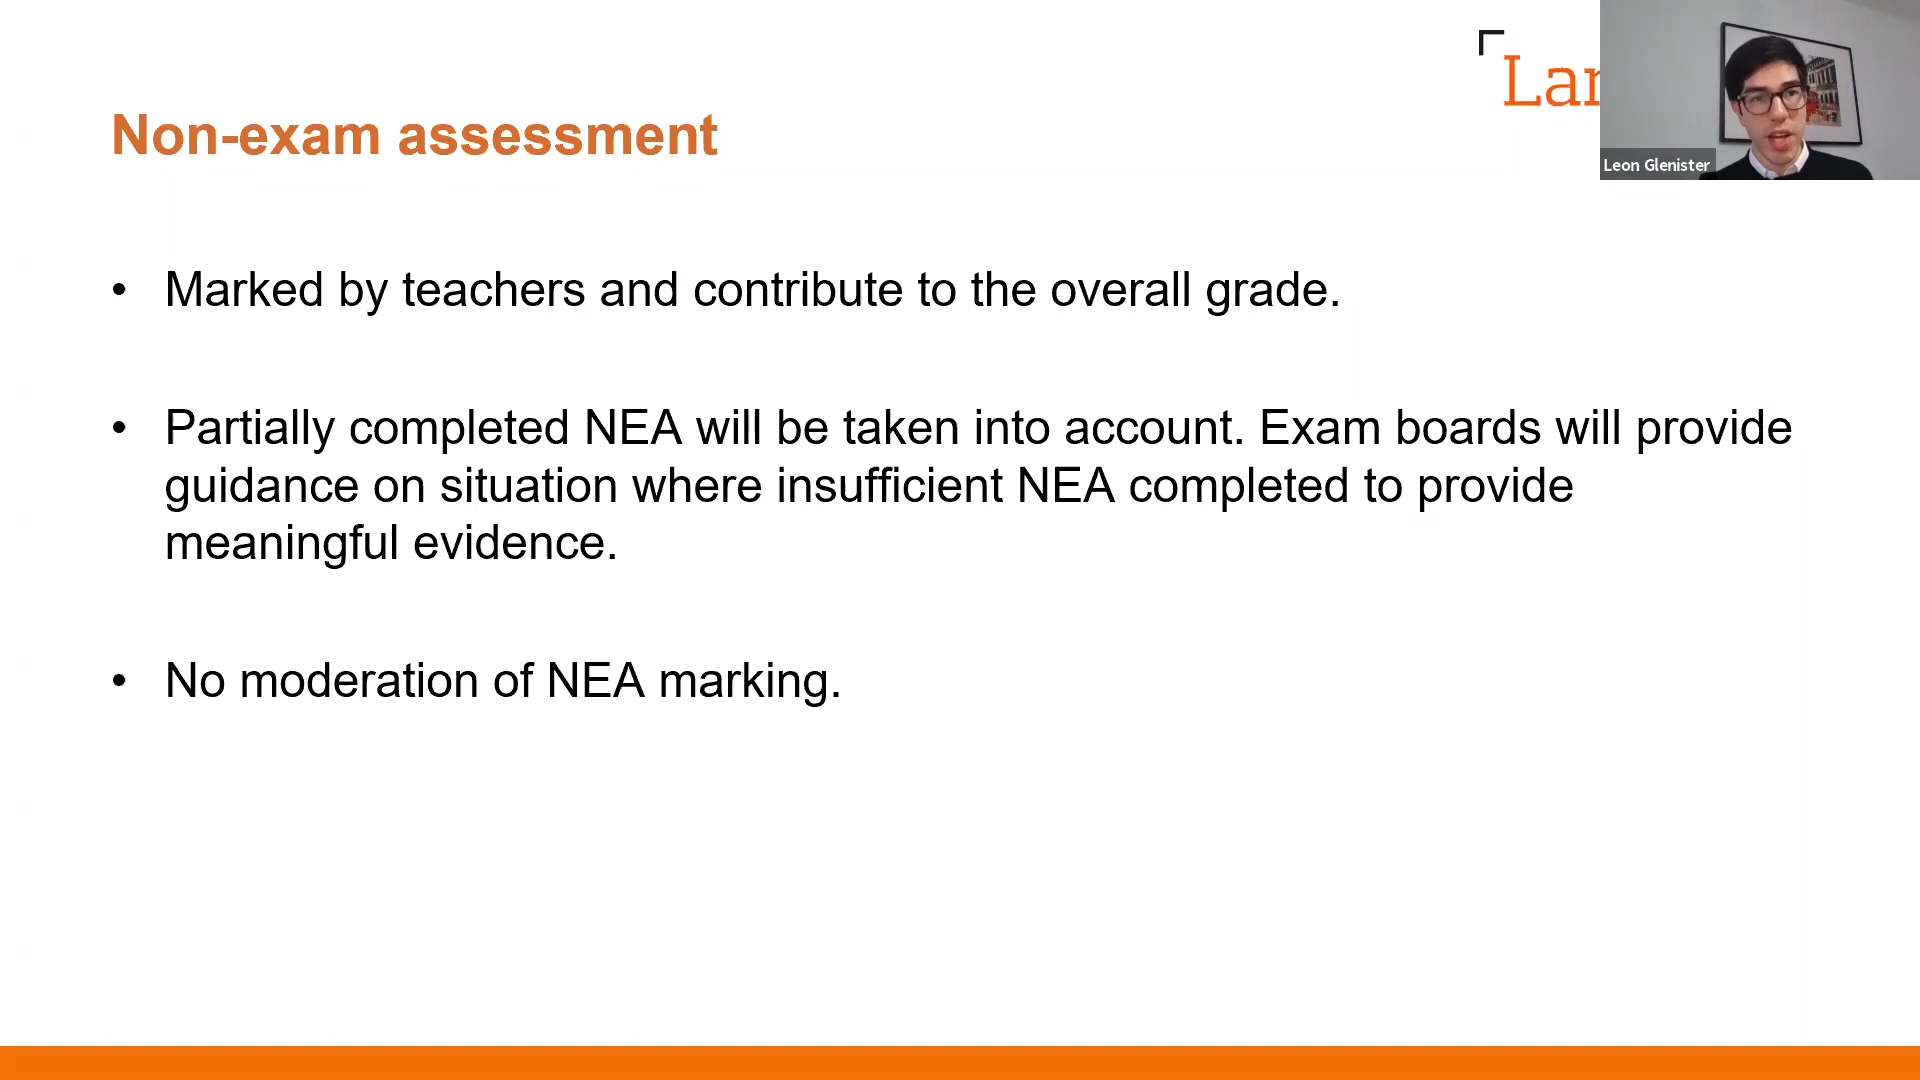 Lar
Non-exam assessment
Leon Glenister
• Marked by teachers and contribute to the overall grade.
• Partially completed NEA will be taken into account. Exam boards will provide
guidance on situation where insufficient NEA completed to provide
meaningful evidence.
• No moderation of NEA marking.